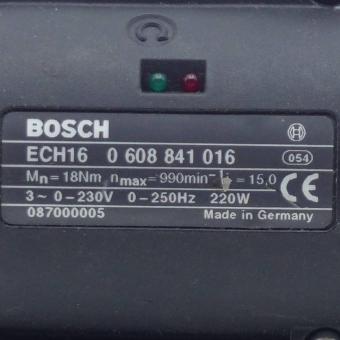 BOSCH
ECH16 0 608 841 016 054
Mn=18Nm nmax=990min⁻¹ = 15,0 CE
3~ 0-230V 0-250Hz 220W
087000005 Made in Germany